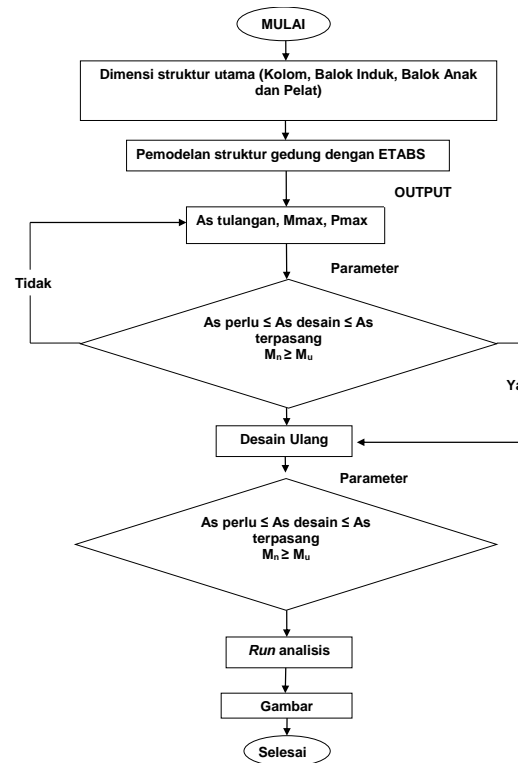 MULAI
Dimensi struktur utama (Kolom, Balok Induk, Balok Anak
dan Pelat)
Pemodelan struktur gedung dengan ETABS
OUTPUT
As tulangan, Mmax, Pmax
Parameter
Tidak
As perlu ≤ As desain ≤ As
terpasang
Mn ≥ Mu
Ya
Desain Ulang
Parameter
As perlu ≤ As desain ≤ As
terpasang
Mn ≥ Mu
Run analisis
Gambar
Selesai